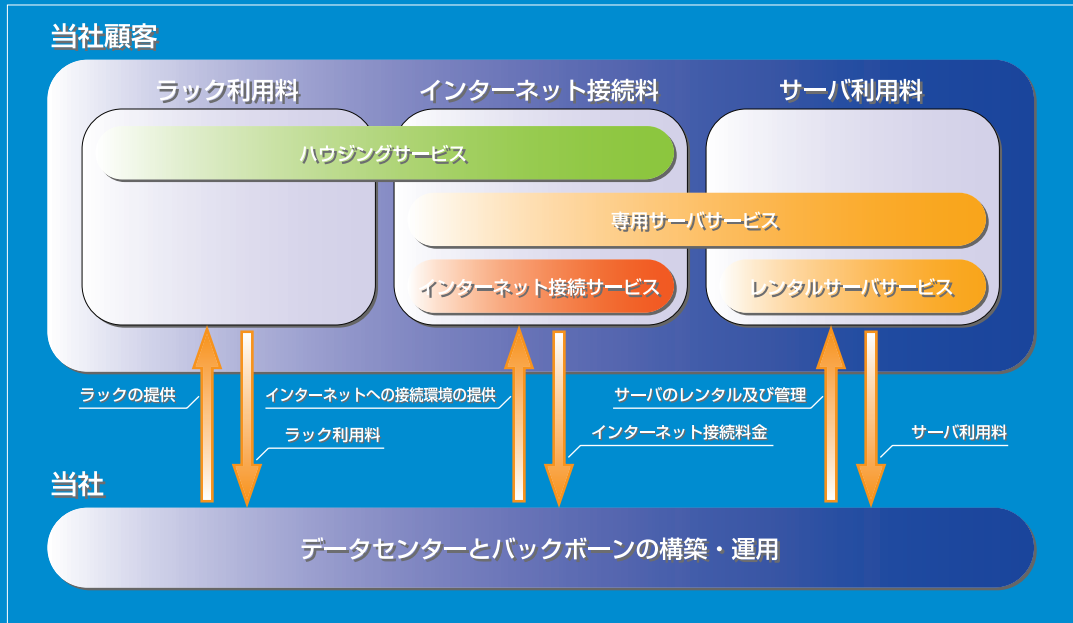 当社顧客
ラック利用料
インターネット接続料
サーバ利用料
ハウジングサービス
専用サーバサービス
インターネット接続サービス
レンタルサーバサービス
ラックの提供
インターネットへの接続環境の提供
サーバのレンタル及び管理
ラック利用料
インターネット接続料金
サーバ利用料
当社
データセンターとバックボーンの構築・運用